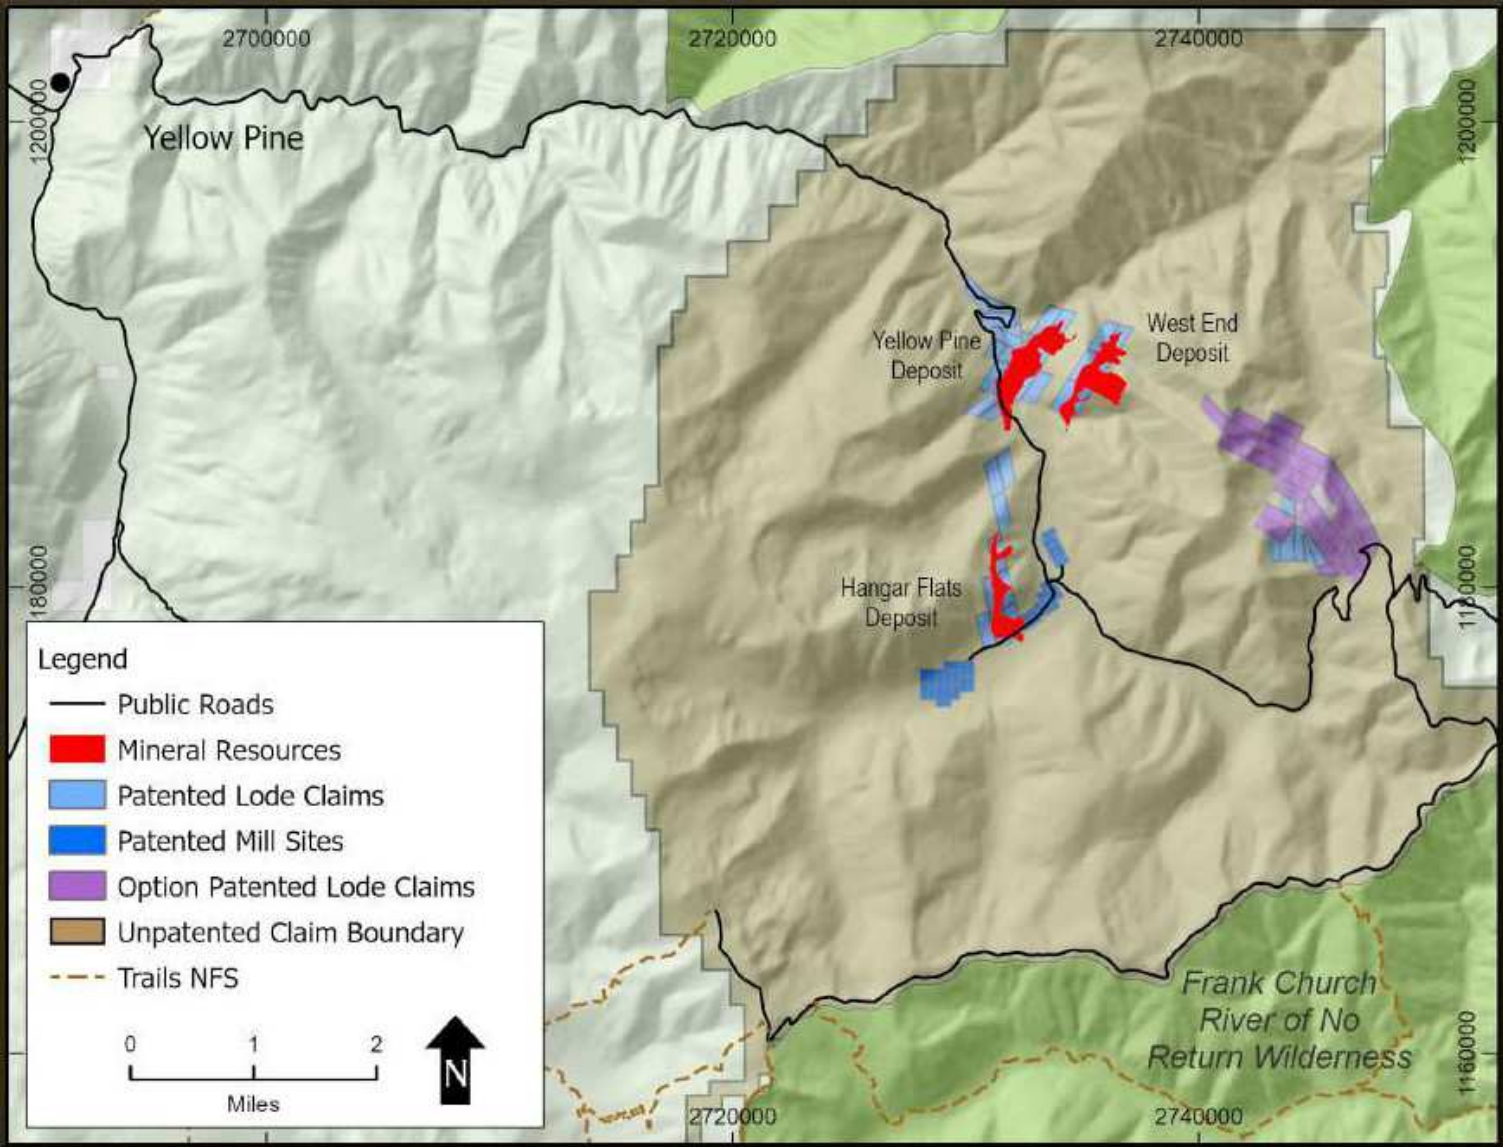 2700000
2720000
2740000
1200000
1200000
Yellow Pine
Yellow Pine
Deposit
West End
Deposit
Hangar Flats
Deposit
180000
1180000
Legend
Public Roads
Mineral Resources
Patented Lode Claims
Patented Mill Sites
Option Patented Lode Claims
Unpatented Claim Boundary
Trails NFS
0
1
2
Miles
N
Frank Church
River of No
Return Wilderness
1160000
2720000
2740000